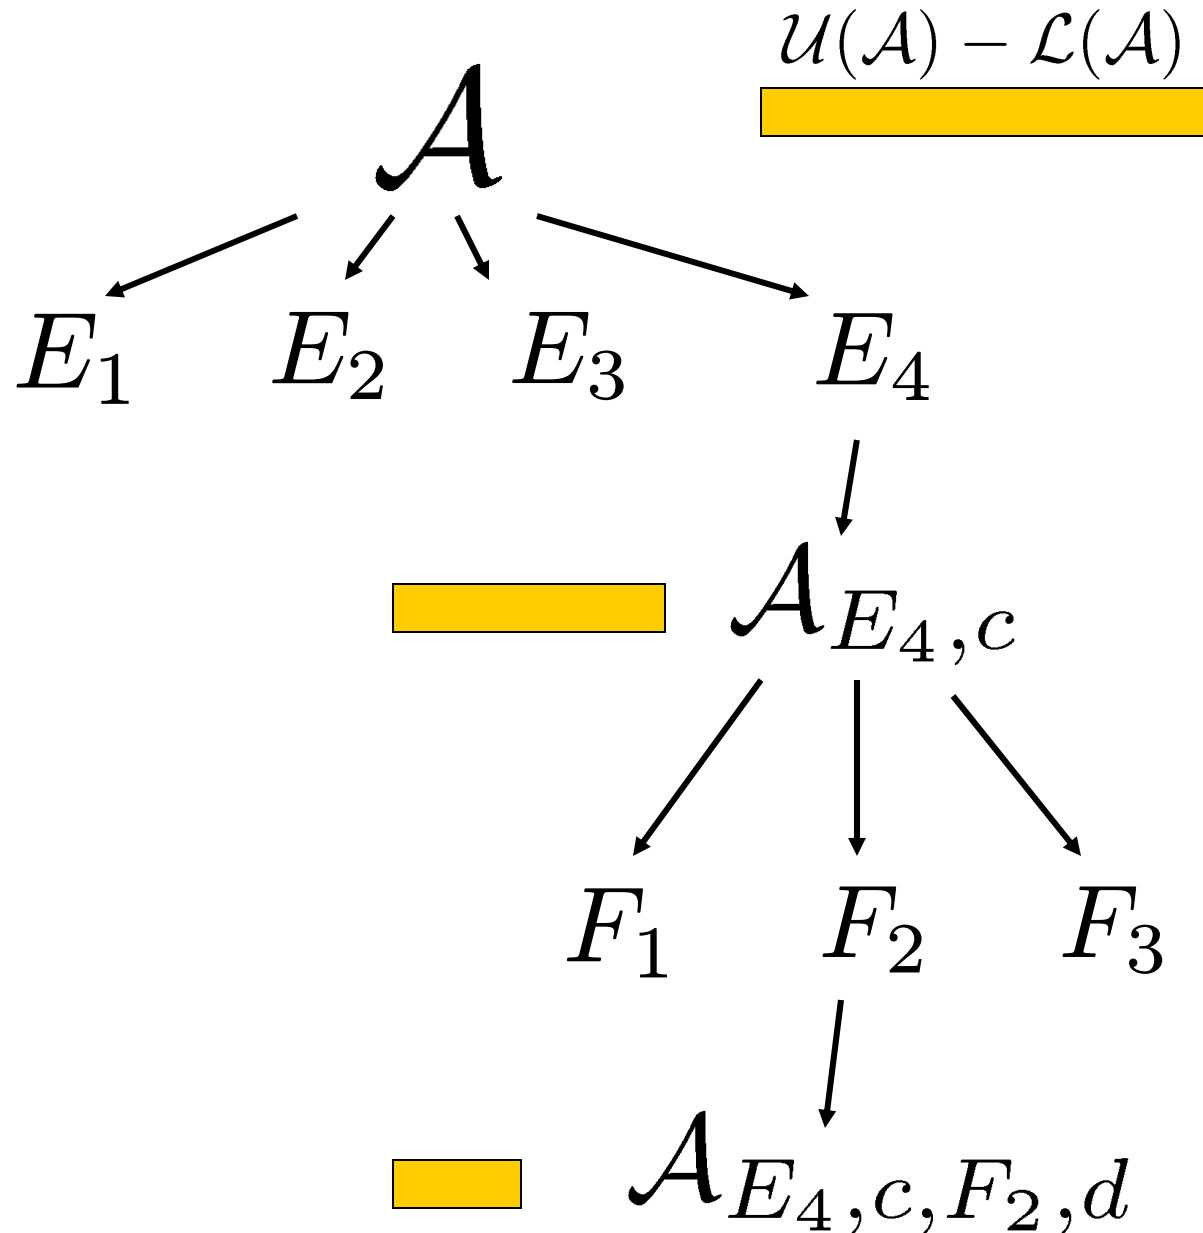 𝒰(𝒜) − ℒ(𝒜)
𝒜
E₁ E₂ E₃ E₄
𝒜_{E₄,c}
F₁ F₂ F₃
𝒜_{E₄,c,F₂,d}